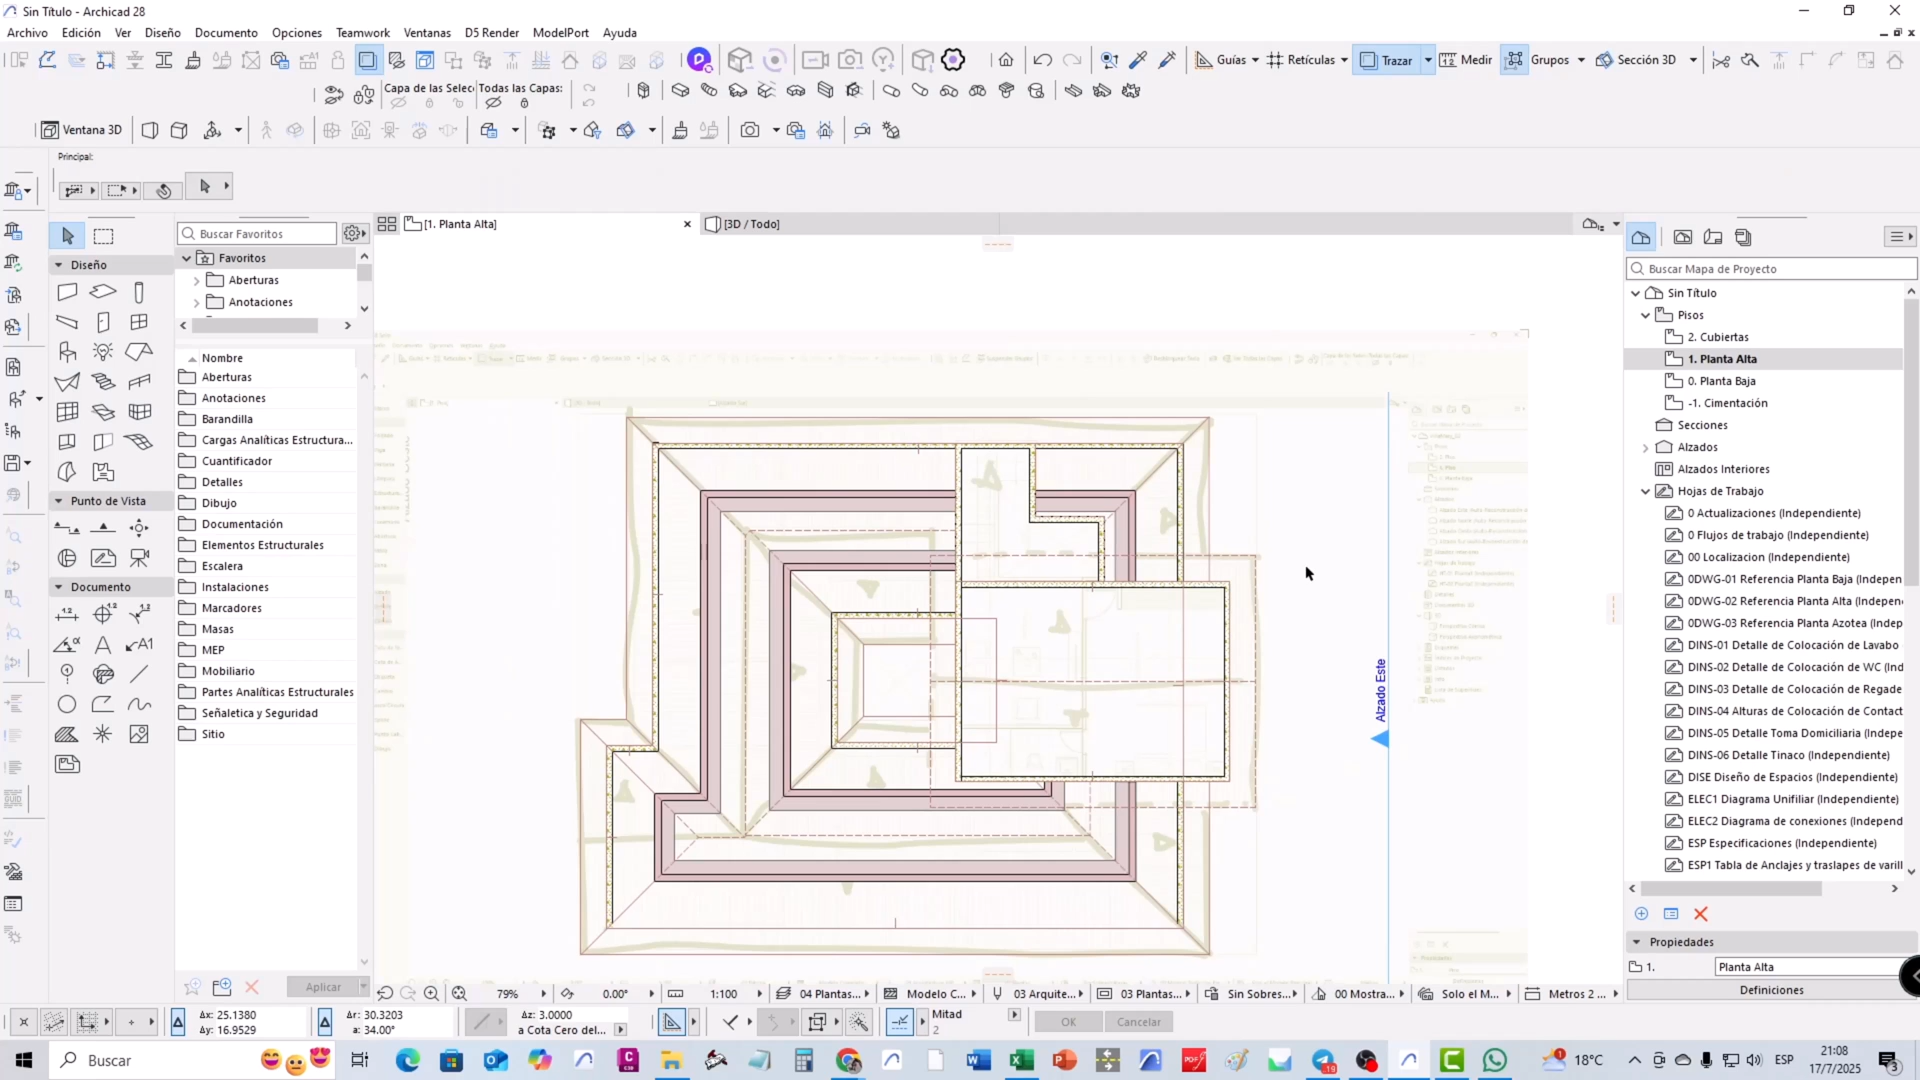 Sin Título - Archicad 28
Archivo Edición Ver Diseño Documento Opciones Teamwork Ventanas D5 Render ModelPort Ayuda
Guías Retículas Trazar Medir Grupos Sección 3D
Capa de las Selec Todas las Capas:
Ventana 3D
Principal:
Buscar Favoritos
[1. Planta Alta]
[3D / Todo]
Diseño
Favoritos
Aberturas
Anotaciones
Nombre
Aberturas
Anotaciones
Barandilla
Cargas Analíticas Estructura...
Cuantificador
Detalles
Dibujo
Documentación
Elementos Estructurales
Escalera
Instalaciones
Marcadores
Masas
MEP
Mobiliario
Partes Analíticas Estructurales
Señaletica y Seguridad
Sitio
Aplicar
Punto de Vista
Documento
Alzado Este
Buscar Mapa de Proyecto
Sin Título
Pisos
2. Cubiertas
1. Planta Alta
0. Planta Baja
-1. Cimentación
Secciones
Alzados
Alzados Interiores
Hojas de Trabajo
0 Actualizaciones (Independiente)
0 Flujos de trabajo (Independiente)
00 Localizacion (Independiente)
0DWG-01 Referencia Planta Baja (Indepen
0DWG-02 Referencia Planta Alta (Indepen
0DWG-03 Referencia Planta Azotea (Indep
DINS-01 Detalle de Colocación de Lavabo
DINS-02 Detalle de Colocación de WC (Ind
DINS-03 Detalle de Colocación de Regade
DINS-04 Alturas de Colocación de Contact
DINS-05 Detalle Toma Domiciliaria (Indepe
DINS-06 Detalle Tinaco (Independiente)
DISE Diseño de Espacios (Independiente)
ELEC1 Diagrama Unifiliar (Independiente)
ELEC2 Diagrama de conexiones (Independ
ESP Especificaciones (Independiente)
ESP1 Tabla de Anclajes y traslapes de varill
Propiedades
1. Planta Alta
Definiciones
79% 0.00° 1:100 04 Plantas... Modelo C... 03 Arquite... 03 Plantas... Sin Sobres... 00 Mostra... Solo el M... Metros 2 ...
Δx: 25.1380
Δy: 16.9529
Δr: 30.3203
a: 34.00°
Δz: 3.0000
a Cota Cero del...
Mitad
2
OK Cancelar
Buscar
18°C
ESP
21:08
17/7/2025